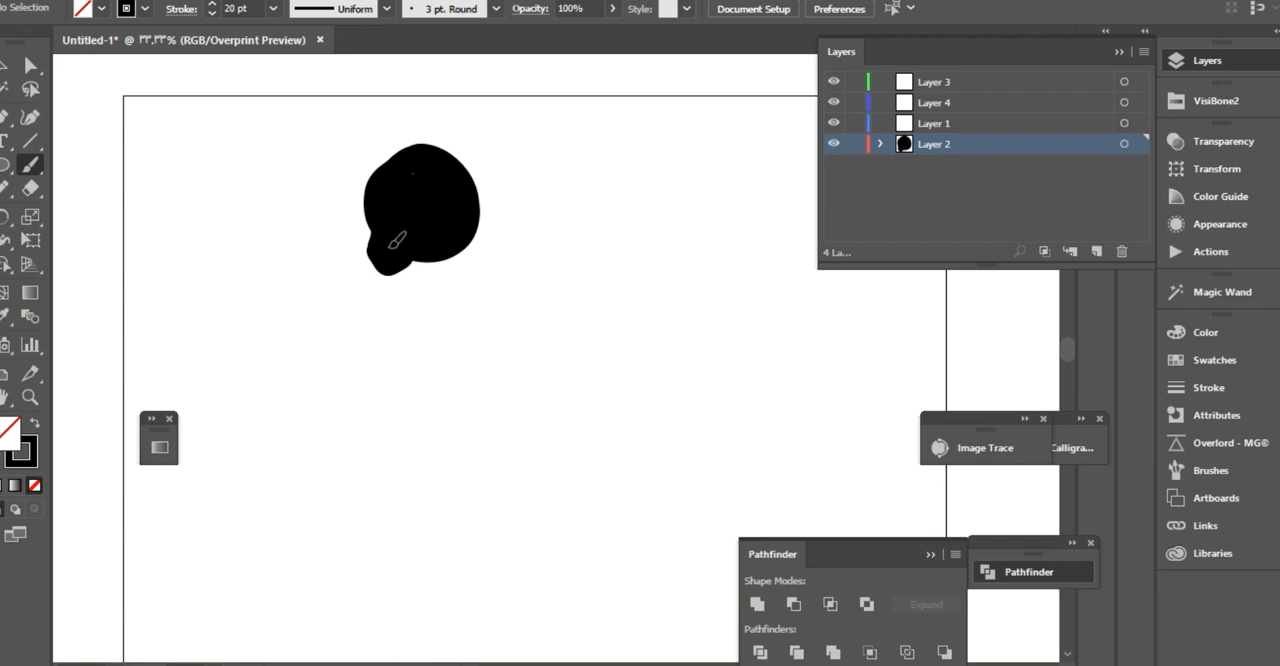 o Selection
Stroke:
20 pt
Uniform
3 pt. Round
Opacity:
100%
Style:
Document Setup
Preferences
Untitled-1* @ ٣٣.٣٣% (RGB/Overprint Preview)
Layers
Layer 3
Layer 4
Layer 1
Layer 2
4 La...
Layers
VisiBone2
Transparency
Transform
Color Guide
Appearance
Actions
Magic Wand
Color
Swatches
Stroke
Attributes
Overlord - MG®
Brushes
Artboards
Links
Libraries
Image Trace
Calligra...
Pathfinder
Shape Modes:
Expand
Pathfinders:
Pathfinder